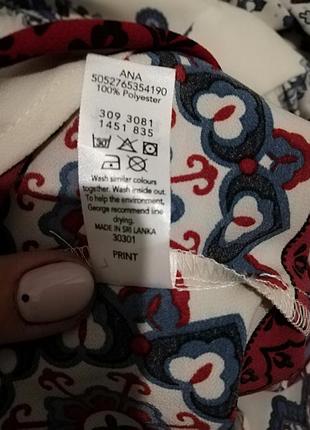 ANA
5052765354190
100% Polyester
309 3081
1451 835
Wash similar colours
together. Wash inside out.
To help the environment,
George recommend line
drying.
MADE IN SRI LANKA
30301
PRINT